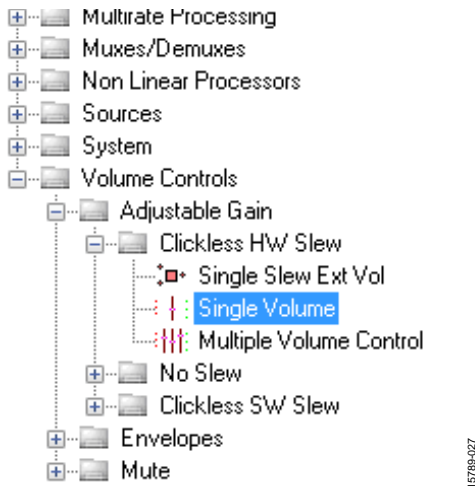 Multirate Processing
Muxes/Demuxes
Non Linear Processors
Sources
System
Volume Controls
Adjustable Gain
Clickless HW Slew
Single Slew Ext Vol
Single Volume
Multiple Volume Control
No Slew
Clickless SW Slew
Envelopes
Mute
15789-027